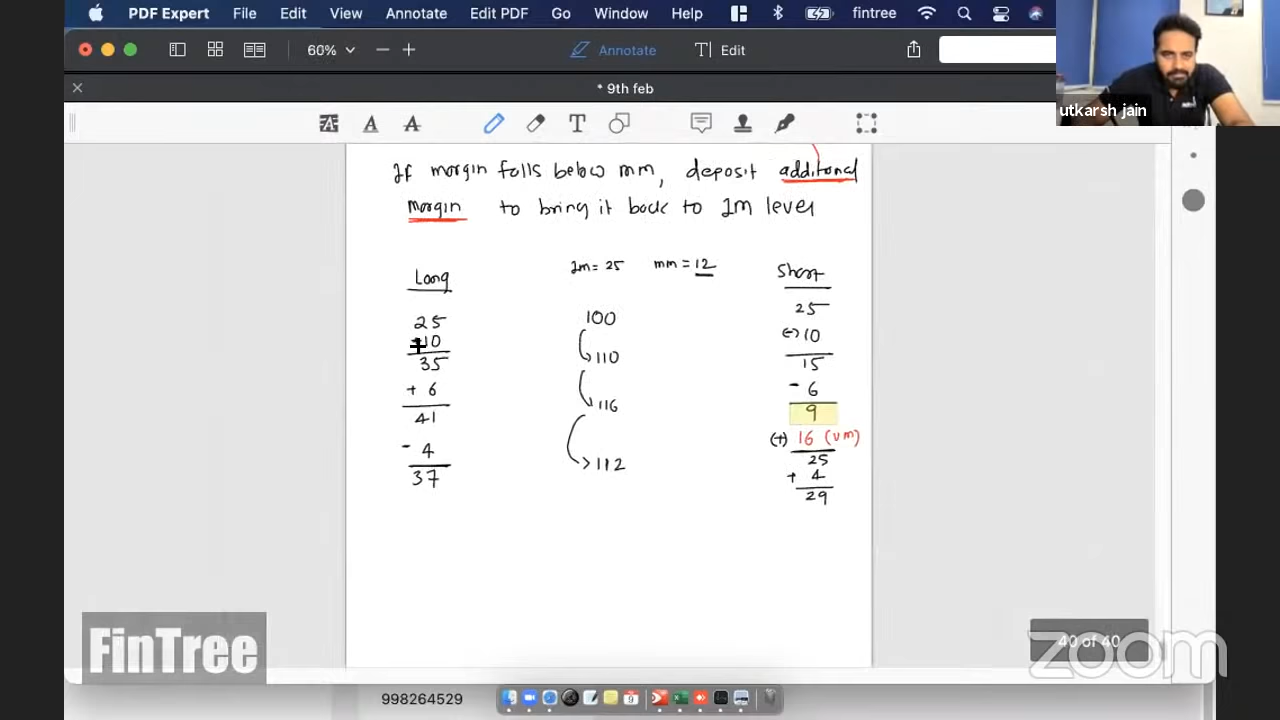 PDF Expert File Edit View Annotate Edit PDF Go Window Help fintree
60% Annotate Edit
* 9th feb
utkarsh jain
If margin falls below mm, deposit additonal
margin to bring it back to Im level
Im = 25 mm = 12
Long
25
+10
35
+ 6
41
- 4
37
100
110
116
112
Short
25
(-) 10
15
- 6
9
(+) 16 (vm)
25
+ 4
29
FinTree
40 of 40
zoom
998264529